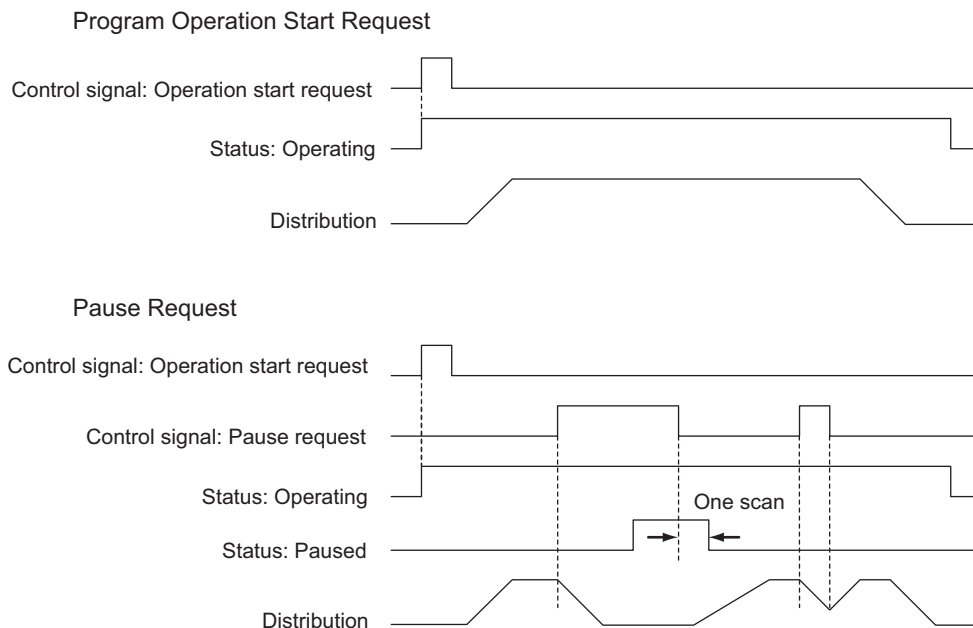 Program Operation Start Request
Control signal: Operation start request
Status: Operating
Distribution
Pause Request
Control signal: Operation start request
Control signal: Pause request
Status: Operating
One scan
Status: Paused
Distribution